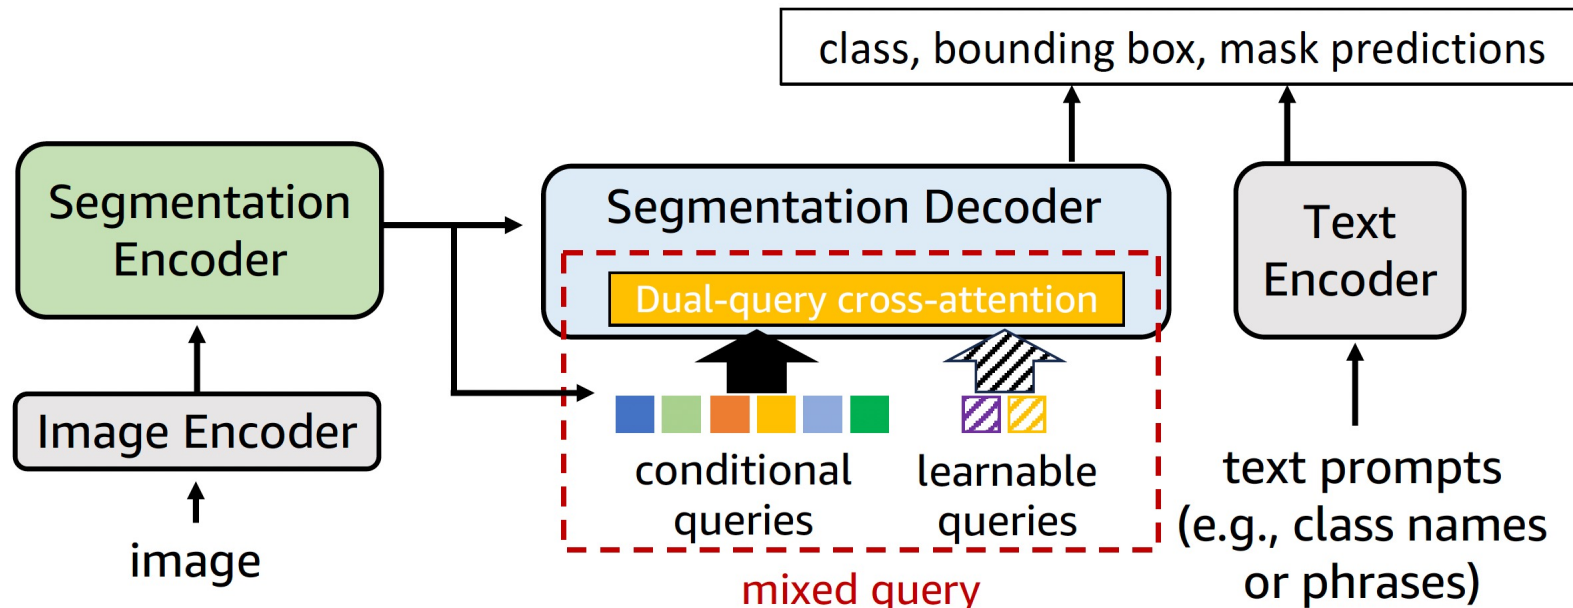 class, bounding box, mask predictions
Segmentation
Encoder
Segmentation Decoder
Dual-query cross-attention
Text
Encoder
Image Encoder
conditional
queries
learnable
queries
text prompts
(e.g., class names
or phrases)
image
mixed query